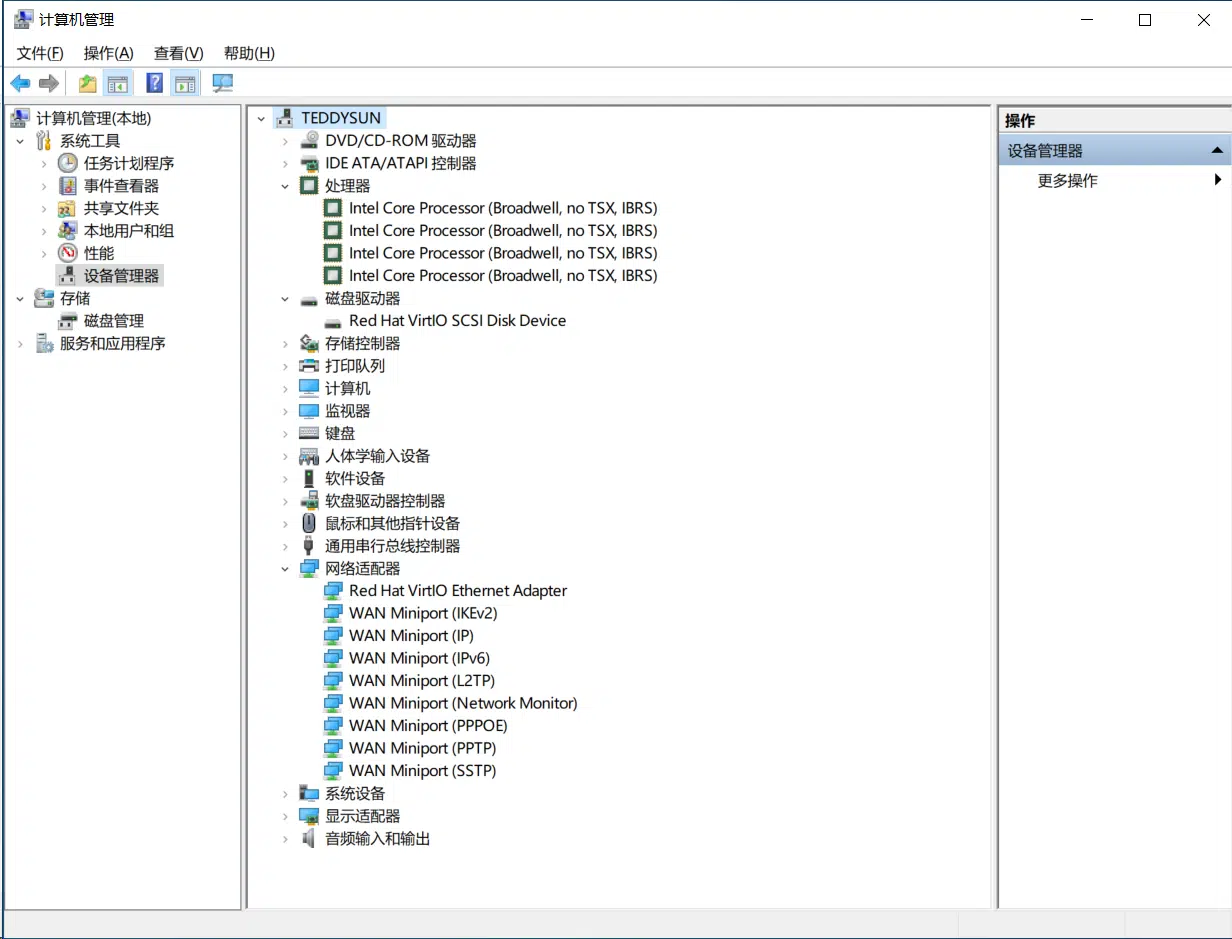 计算机管理
文件(F) 操作(A) 查看(V) 帮助(H)
计算机管理(本地)
系统工具
任务计划程序
事件查看器
共享文件夹
本地用户和组
性能
设备管理器
存储
磁盘管理
服务和应用程序
TEDDYSUN
DVD/CD-ROM 驱动器
IDE ATA/ATAPI 控制器
处理器
Intel Core Processor (Broadwell, no TSX, IBRS)
Intel Core Processor (Broadwell, no TSX, IBRS)
Intel Core Processor (Broadwell, no TSX, IBRS)
Intel Core Processor (Broadwell, no TSX, IBRS)
磁盘驱动器
Red Hat VirtIO SCSI Disk Device
存储控制器
打印队列
计算机
监视器
键盘
人体学输入设备
软件设备
软盘驱动器控制器
鼠标和其他指针设备
通用串行总线控制器
网络适配器
Red Hat VirtIO Ethernet Adapter
WAN Miniport (IKEv2)
WAN Miniport (IP)
WAN Miniport (IPv6)
WAN Miniport (L2TP)
WAN Miniport (Network Monitor)
WAN Miniport (PPPOE)
WAN Miniport (PPTP)
WAN Miniport (SSTP)
系统设备
显示适配器
音频输入和输出
操作
设备管理器
更多操作